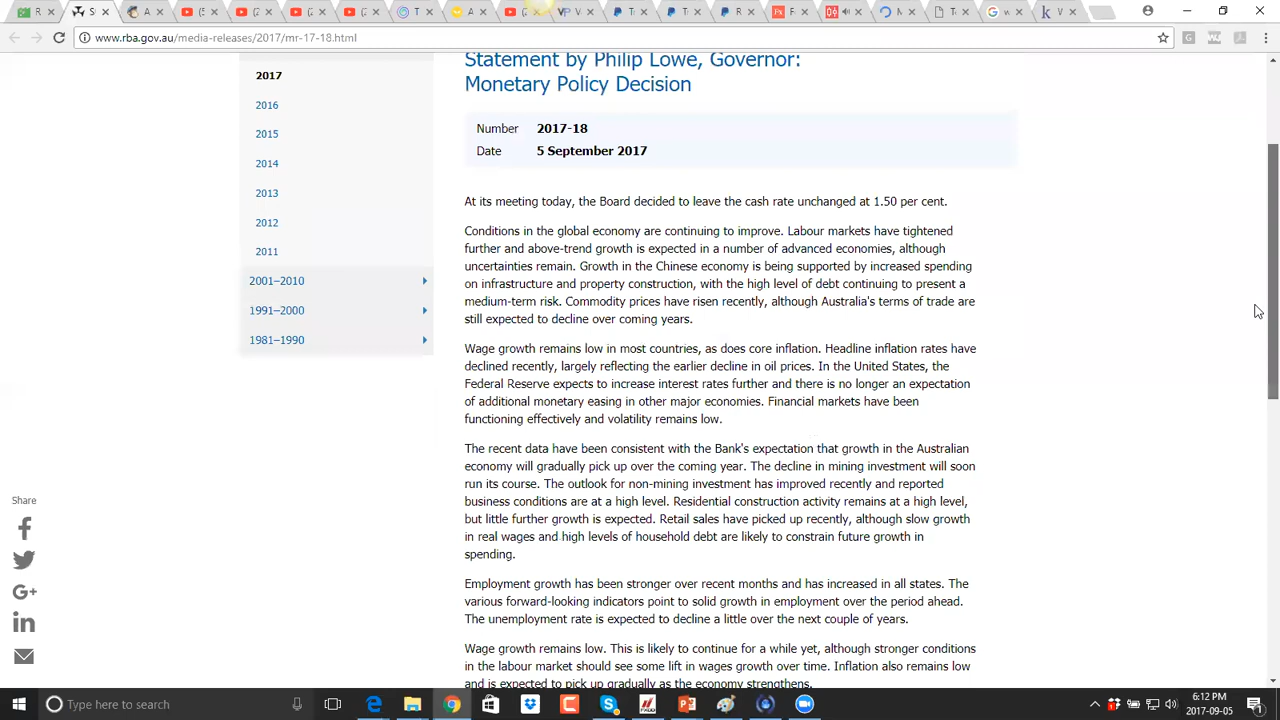 www.rba.gov.au/media-releases/2017/mr-17-18.html
Statement by Philip Lowe, Governor:
Monetary Policy Decision
Number 2017-18
Date 5 September 2017
2017
2016
2015
2014
2013
2012
2011
2001–2010
1991–2000
1981–1990
At its meeting today, the Board decided to leave the cash rate unchanged at 1.50 per cent.
Conditions in the global economy are continuing to improve. Labour markets have tightened
further and above-trend growth is expected in a number of advanced economies, although
uncertainties remain. Growth in the Chinese economy is being supported by increased spending
on infrastructure and property construction, with the high level of debt continuing to present a
medium-term risk. Commodity prices have risen recently, although Australia's terms of trade are
still expected to decline over coming years.
Wage growth remains low in most countries, as does core inflation. Headline inflation rates have
declined recently, largely reflecting the earlier decline in oil prices. In the United States, the
Federal Reserve expects to increase interest rates further and there is no longer an expectation
of additional monetary easing in other major economies. Financial markets have been
functioning effectively and volatility remains low.
The recent data have been consistent with the Bank's expectation that growth in the Australian
economy will gradually pick up over the coming year. The decline in mining investment will soon
run its course. The outlook for non-mining investment has improved recently and reported
business conditions are at a high level. Residential construction activity remains at a high level,
but little further growth is expected. Retail sales have picked up recently, although slow growth
in real wages and high levels of household debt are likely to constrain future growth in
spending.
Employment growth has been stronger over recent months and has increased in all states. The
various forward-looking indicators point to solid growth in employment over the period ahead.
The unemployment rate is expected to decline a little over the next couple of years.
Wage growth remains low. This is likely to continue for a while yet, although stronger conditions
in the labour market should see some lift in wages growth over time. Inflation also remains low
and is expected to pick up gradually as the economy strengthens.
Share
Type here to search
6:12 PM
2017-09-05